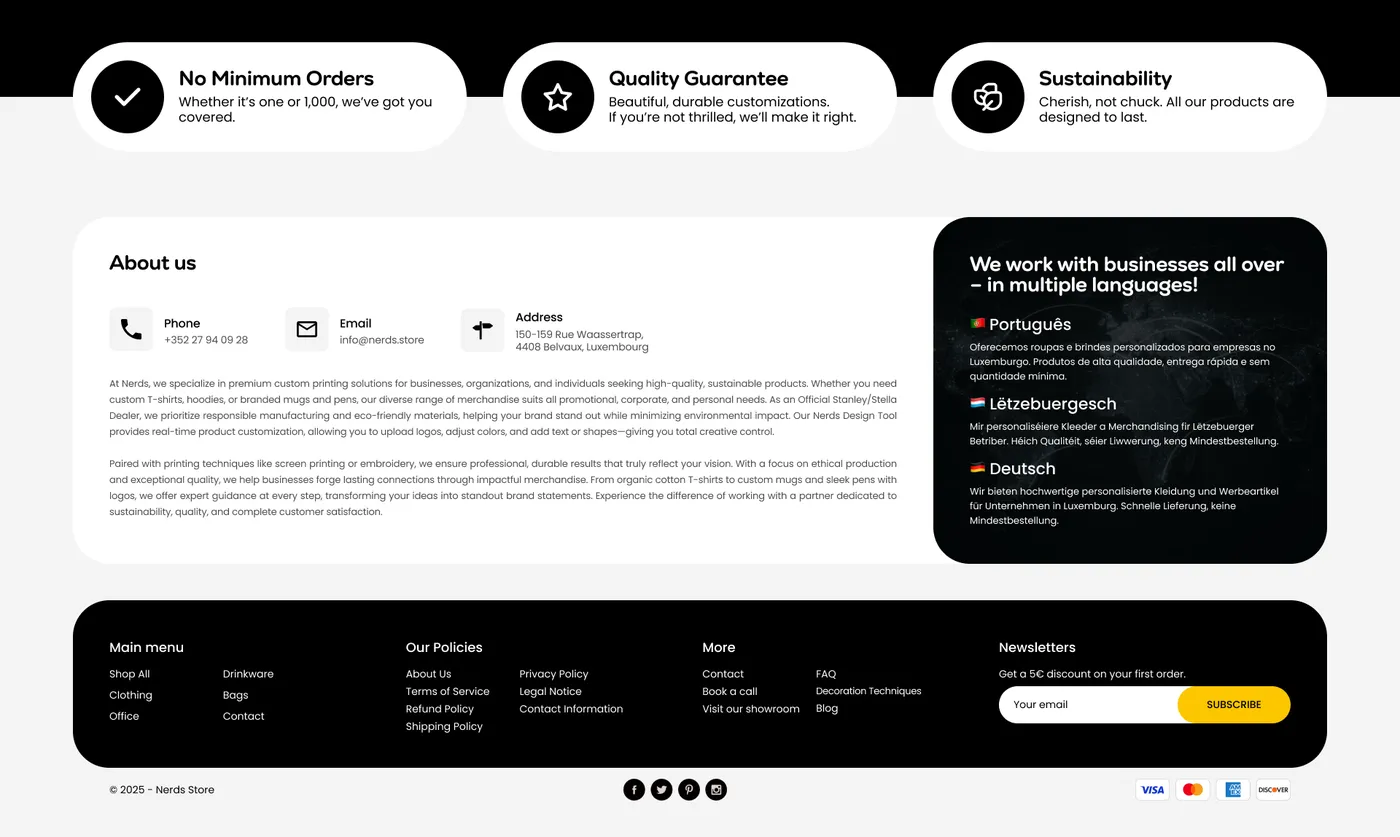 No Minimum Orders
Whether it's one or 1,000, we've got you
covered.
Quality Guarantee
Beautiful, durable customizations.
If you're not thrilled, we'll make it right.
Sustainability
Cherish, not chuck. All our products are
designed to last.
About us
Phone
+352 27 94 09 28
Email
info@nerds.store
Address
150-159 Rue Waassertrap,
4408 Belvaux, Luxembourg
At Nerds, we specialize in premium custom printing solutions for businesses, organizations, and individuals seeking high-quality, sustainable products. Whether you need
custom T-shirts, hoodies, or branded mugs and pens, our diverse range of merchandise suits all promotional, corporate, and personal needs. As an Official Stanley/Stella
Dealer, we prioritize responsible manufacturing and eco-friendly materials, helping your brand stand out while minimizing environmental impact. Our Nerds Design Tool
provides real-time product customization, allowing you to upload logos, adjust colors, and add text or shapes—giving you total creative control.
Paired with printing techniques like screen printing or embroidery, we ensure professional, durable results that truly reflect your vision. With a focus on ethical production
and exceptional quality, we help businesses forge lasting connections through impactful merchandise. From organic cotton T-shirts to custom mugs and sleek pens with
logos, we offer expert guidance at every step, transforming your ideas into standout brand statements. Experience the difference of working with a partner dedicated to
sustainability, quality, and complete customer satisfaction.
We work with businesses all over
– in multiple languages!
Português
Oferecemos roupas e brindes personalizados para empresas no
Luxemburgo. Produtos de alta qualidade, entrega rápida e sem
quantidade mínima.
Lëtzebuergesch
Mir personaliséiere Kleeder a Merchandising fir Lëtzebuerger
Betriber. Héich Qualitéit, séier Liwwerung, keng Mindestbestellung.
Deutsch
Wir bieten hochwertige personalisierte Kleidung und Werbeartikel
für Unternehmen in Luxemburg. Schnelle Lieferung, keine
Mindestbestellung.
Main menu
Shop All
Clothing
Office
Drinkware
Bags
Contact
Our Policies
About Us
Terms of Service
Refund Policy
Shipping Policy
Privacy Policy
Legal Notice
Contact Information
More
Contact
Book a call
Visit our showroom
FAQ
Decoration Techniques
Blog
Newsletters
Get a 5€ discount on your first order.
Your email
SUBSCRIBE
© 2025 - Nerds Store
VISA
AMEX
DISCOVER